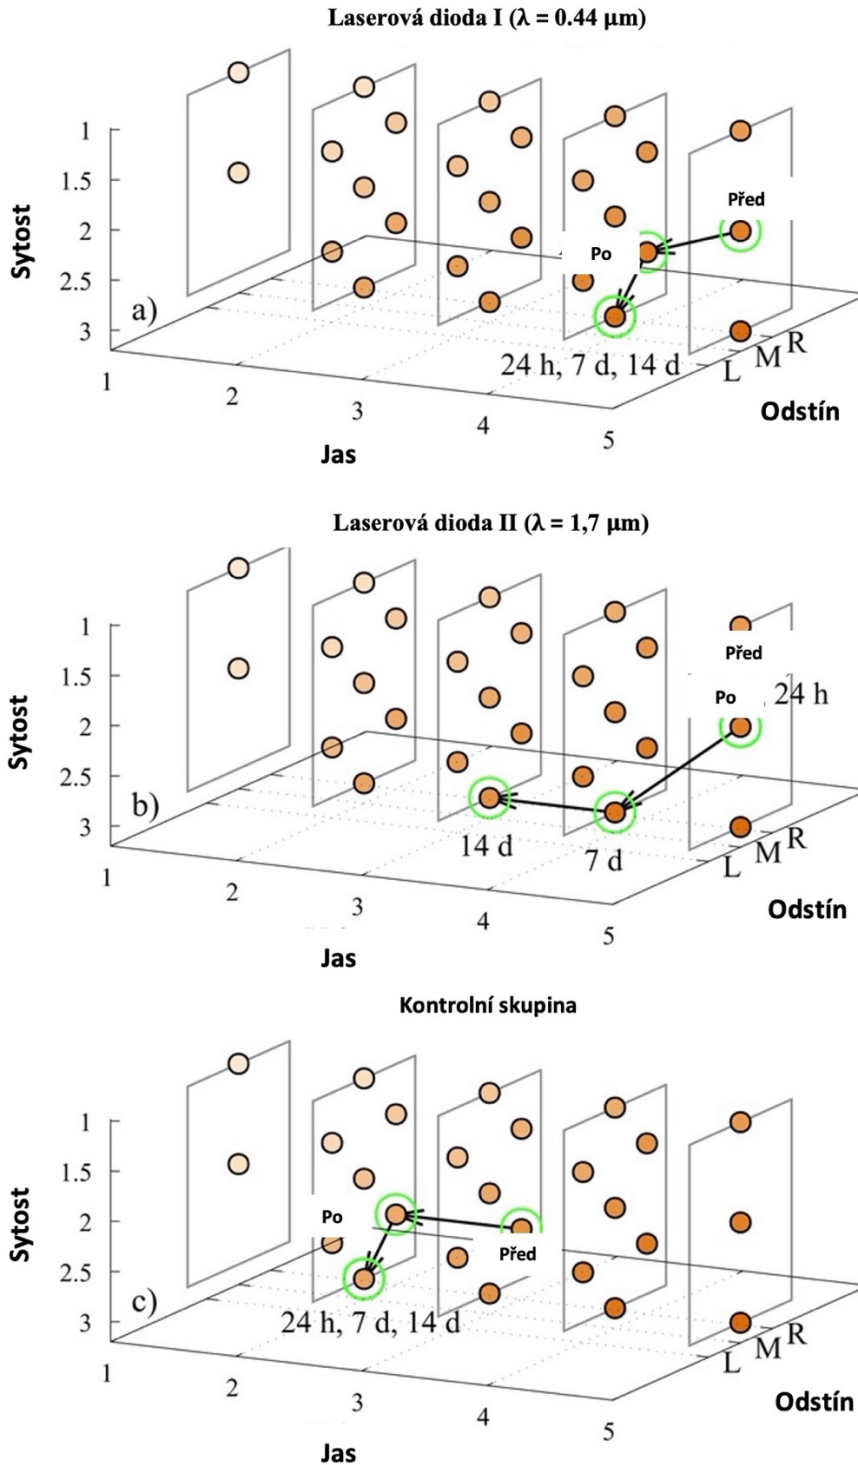 Laserová dioda I (λ = 0.44 μm)
Sytost
1
1.5
2
2.5
3
Před
Po
a)
24 h, 7 d, 14 d
L M R
1 2 3 4 5
Odstín
Jas
Laserová dioda II (λ = 1,7 μm)
Sytost
1
1.5
2
2.5
3
Před
Po 24 h
b)
14 d 7 d
L M R
1 2 3 4 5
Odstín
Jas
Kontrolní skupina
Sytost
1
1.5
2
2.5
3
Po
Před
c)
24 h, 7 d, 14 d
L M R
1 2 3 4 5
Odstín
Jas